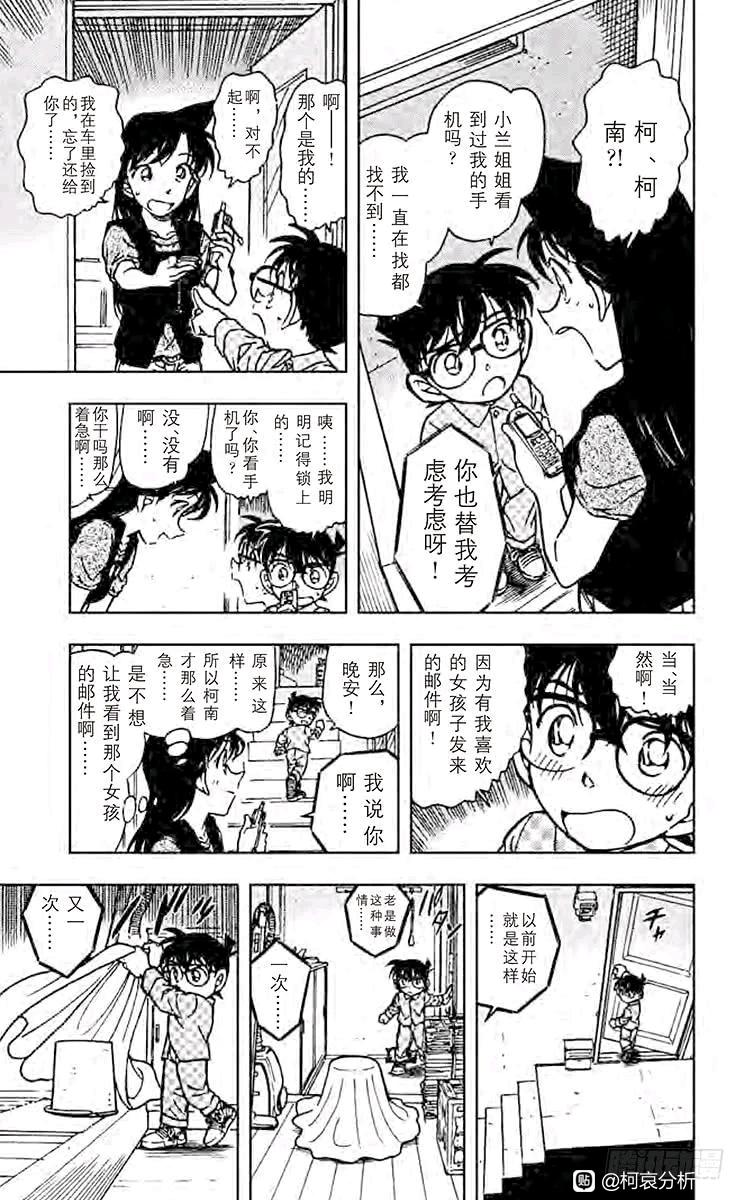 柯、柯
南?!
小兰姐姐看
到过我的手
机吗？
我一直在找都
找不到……
你也替我考
虑考虑呀！
啊——！
那个是我的……
啊，对不
起……
我在车里捡到
的，忘了还给
你了……
咦……我明
明记得锁上
的……
你、你看手
机了吗？
没、没有
啊……
你干吗那么
着急啊……
当、当
然啊！
因为有我喜欢
的女孩子发来
的邮件啊！
那么，
晚安！
我说你
啊……
原来这
样……
所以柯南
才那么着
急……
是不想
让我看到那个女孩
的邮件啊……
以前开始
就是这样
チャ
老是做
这种事
情……
一次……
又一
次……
贴 @柯哀分析